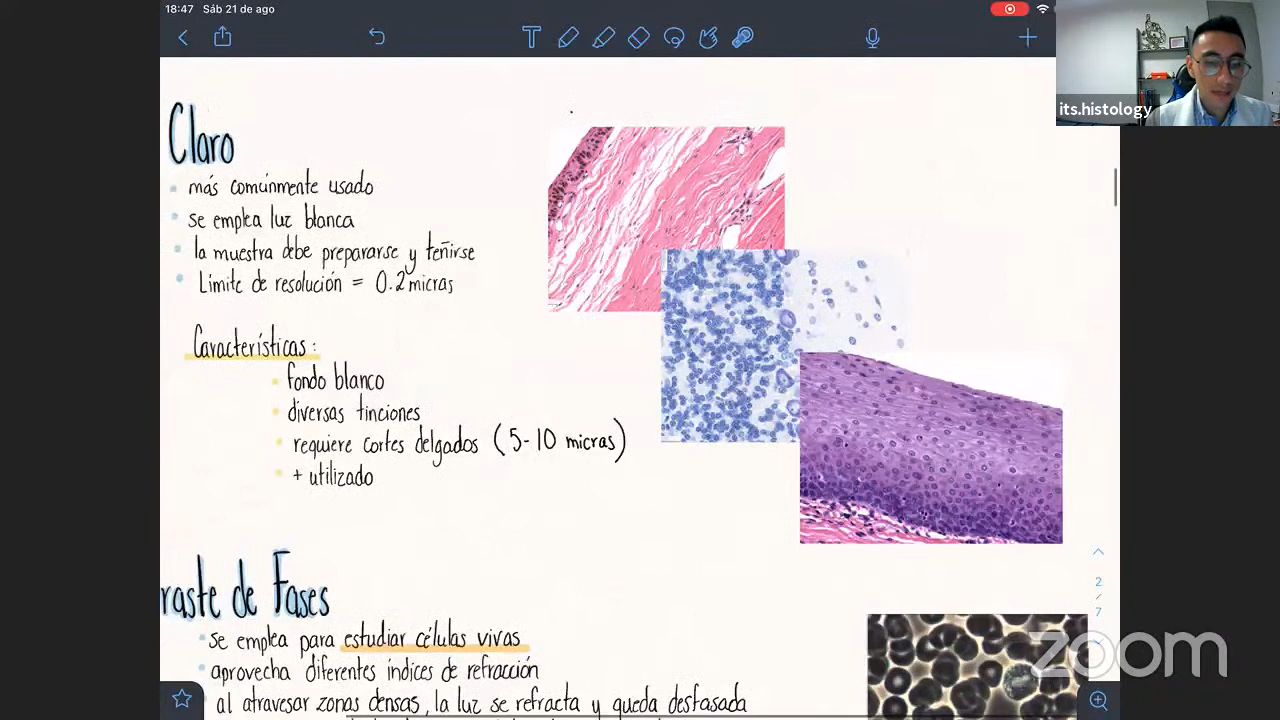 18:47 Sáb 21 de ago
its.histology
Claro
más comúnmente usado
se emplea luz blanca
la muestra debe prepararse y teñirse
Límite de resolución = 0.2 micras
Características:
fondo blanco
diversas tinciones
requiere cortes delgados (5-10 micras)
+ utilizado
2
/
7
raste de Fases
se emplea para estudiar células vivas
aprovecha diferentes índices de refracción
al atravesar zonas densas, la luz se refracta y queda desfasada
zoom